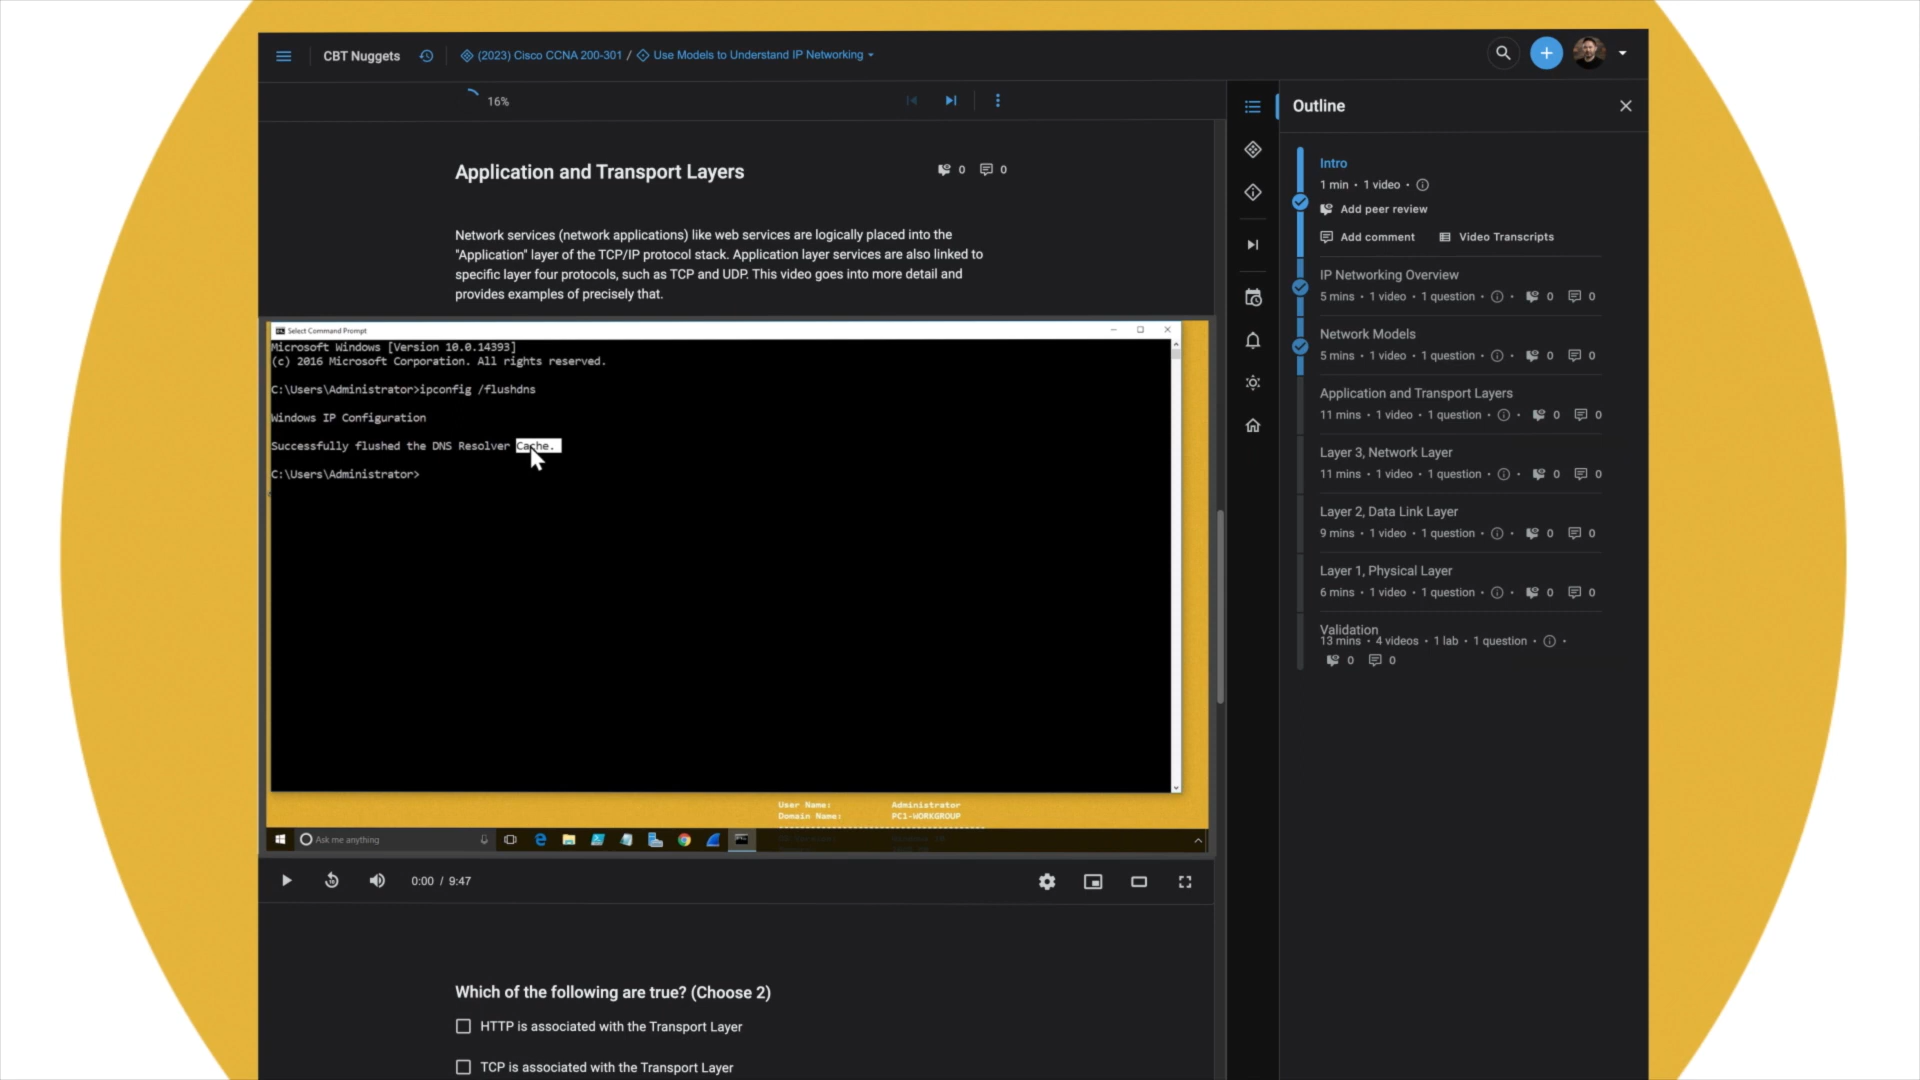 CBT Nuggets
(2023) Cisco CCNA 200-301 / Use Models to Understand IP Networking
16%
Application and Transport Layers
0 0
Network services (network applications) like web services are logically placed into the
"Application" layer of the TCP/IP protocol stack. Application layer services are also linked to
specific layer four protocols, such as TCP and UDP. This video goes into more detail and
provides examples of precisely that.
Select Command Prompt
Microsoft Windows [Version 10.0.14393]
(c) 2016 Microsoft Corporation. All rights reserved.
C:\Users\Administrator>ipconfig /flushdns
Windows IP Configuration
Successfully flushed the DNS Resolver Cache.
C:\Users\Administrator>
User Name: Administrator
Domain Name: PC1-WORKGROUP
Ask me anything
0:00 / 9:47
Which of the following are true? (Choose 2)
HTTP is associated with the Transport Layer
TCP is associated with the Transport Layer
Outline
Intro
1 min • 1 video •
Add peer review
Add comment Video Transcripts
IP Networking Overview
5 mins • 1 video • 1 question • • 0 0
Network Models
5 mins • 1 video • 1 question • • 0 0
Application and Transport Layers
11 mins • 1 video • 1 question • • 0 0
Layer 3, Network Layer
11 mins • 1 video • 1 question • • 0 0
Layer 2, Data Link Layer
9 mins • 1 video • 1 question • • 0 0
Layer 1, Physical Layer
6 mins • 1 video • 1 question • • 0 0
Validation
13 mins • 4 videos • 1 lab • 1 question • •
0 0